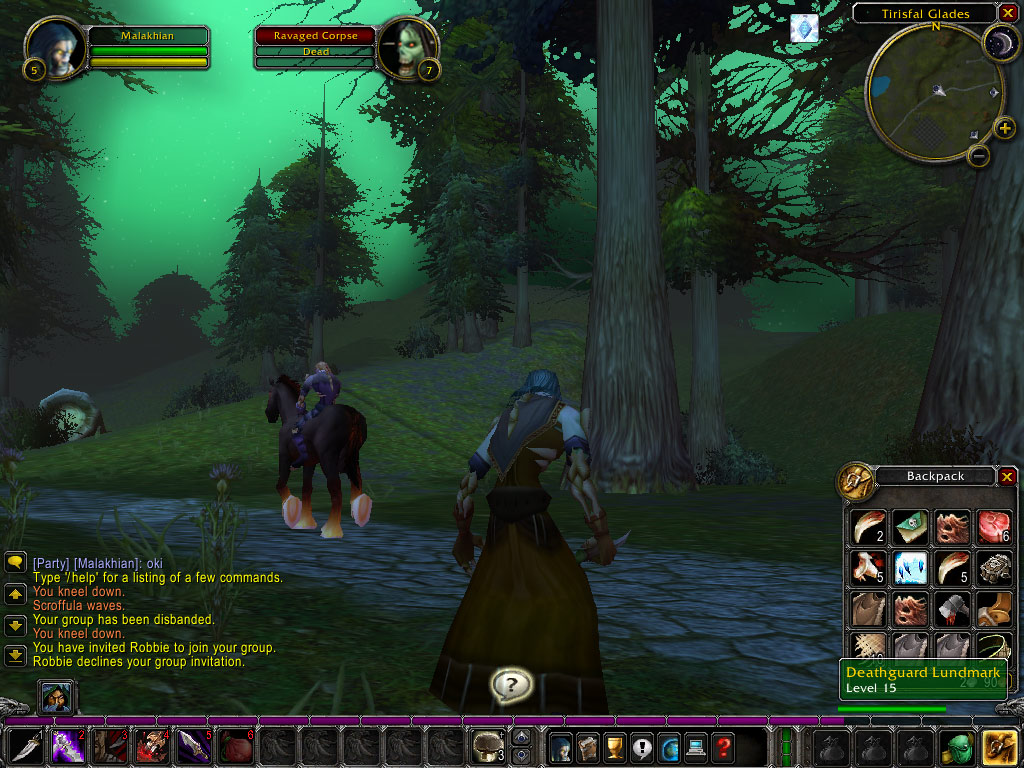 Malakhian
5
Ravaged Corpse
Dead
7
Tirisfal Glades
N
Backpack
2
6
5
5
[Party] [Malakhian]: oki
Type '/help' for a listing of a few commands.
You kneel down.
Scroffula waves.
Your group has been disbanded.
You kneel down.
You have invited Robbie to join your group.
Robbie declines your group invitation.
Deathguard Lundmark
Level 15
?
2
3
4
5
6
3
!
?